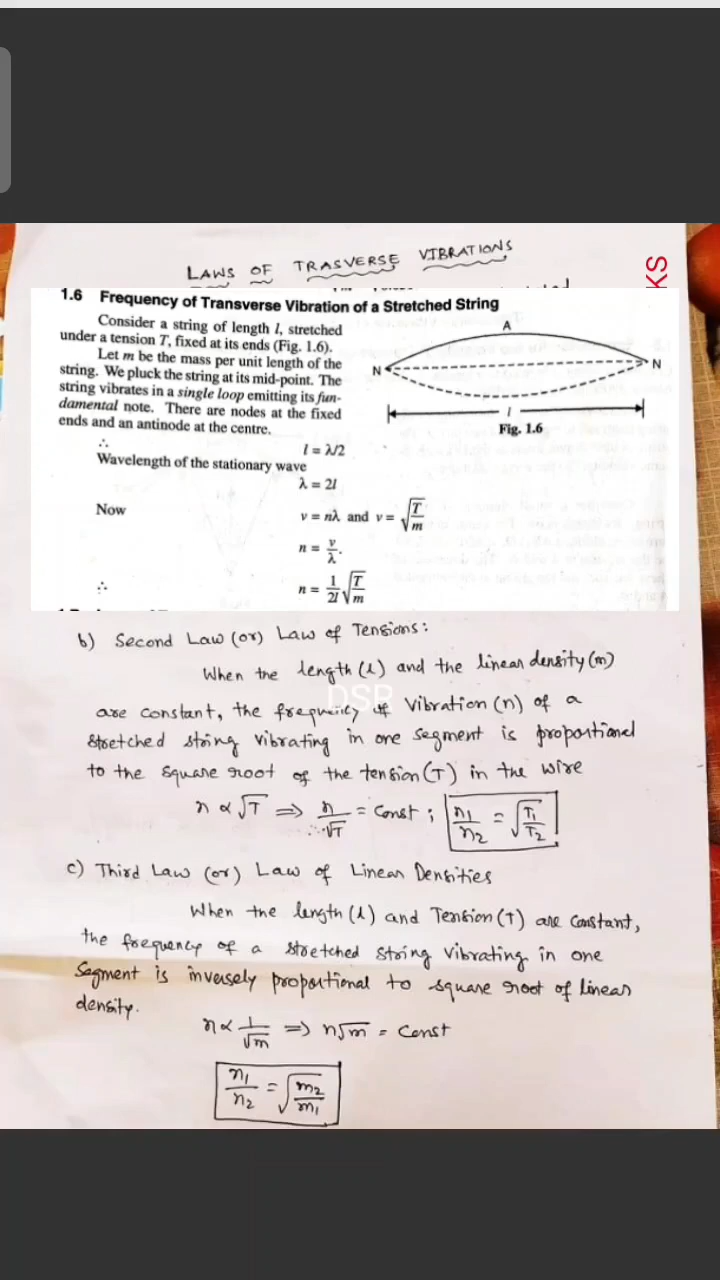 LAWS OF TRASVERSE VIBRATIONS
KS
1.6 Frequency of Transverse Vibration of a Stretched String
Consider a string of length l, stretched
under a tension T, fixed at its ends (Fig. 1.6).
Let m be the mass per unit length of the
string. We pluck the string at its mid-point. The
string vibrates in a single loop emitting its fun-
damental note. There are nodes at the fixed
ends and an antinode at the centre.
A
N
N
l
Fig. 1.6
∴ l = λ/2
Wavelength of the stationary wave
λ = 2l
Now v = nλ and v = √(T/m)
n = v/λ.
∴ n = 1/2l √(T/m)
b) Second Law (or) Law of Tensions:
When the length (l) and the linear density (m)
are constant, the frequency of vibration (n) of a
DSR
stretched string vibrating in one segment is proportional
to the square root of the tension (T) in the wire
n ∝ √T ⇒ n/√T = Const ; n1/n2 = √(T1/T2)
c) Third Law (or) Law of Linear Densities
When the length (l) and Tension (T) are constant,
the frequency of a stretched string vibrating in one
Segment is inversely proportional to square root of linear
density.
n ∝ 1/√m ⇒ n√m = Const
n1/n2 = √(m2/m1)